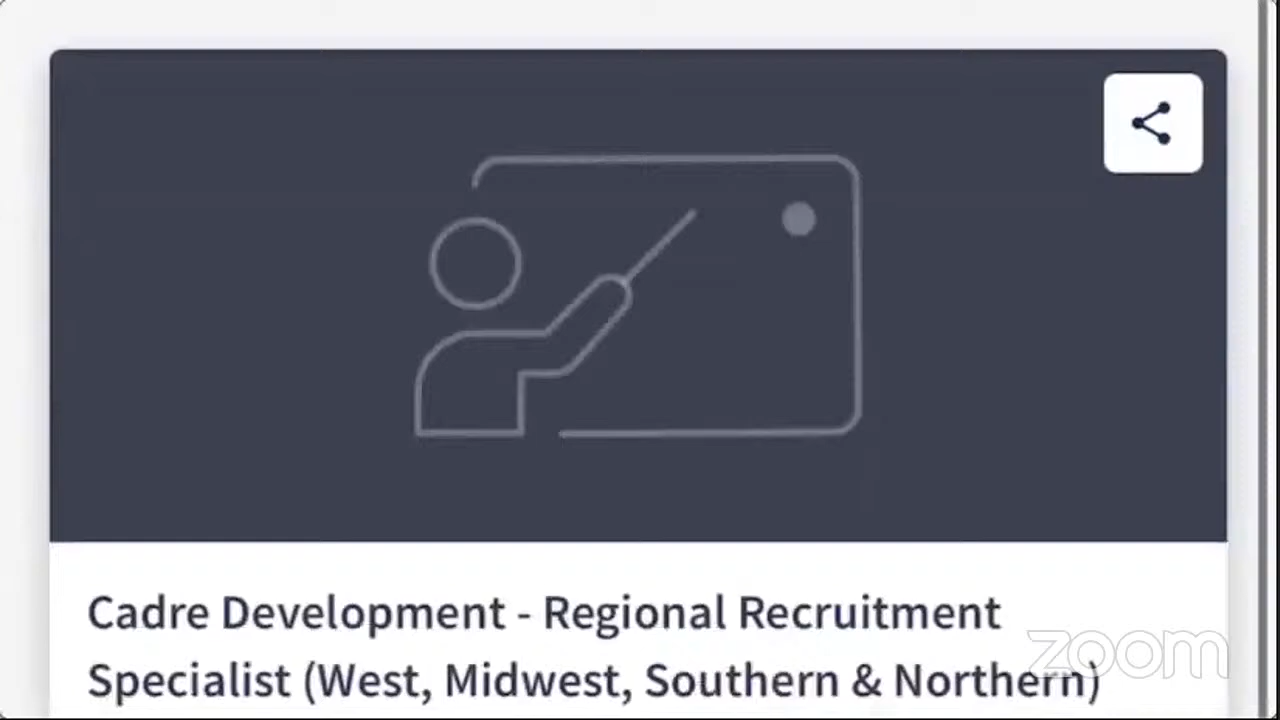 Cadre Development - Regional Recruitment
Specialist (West, Midwest, Southern & Northern)
zoom